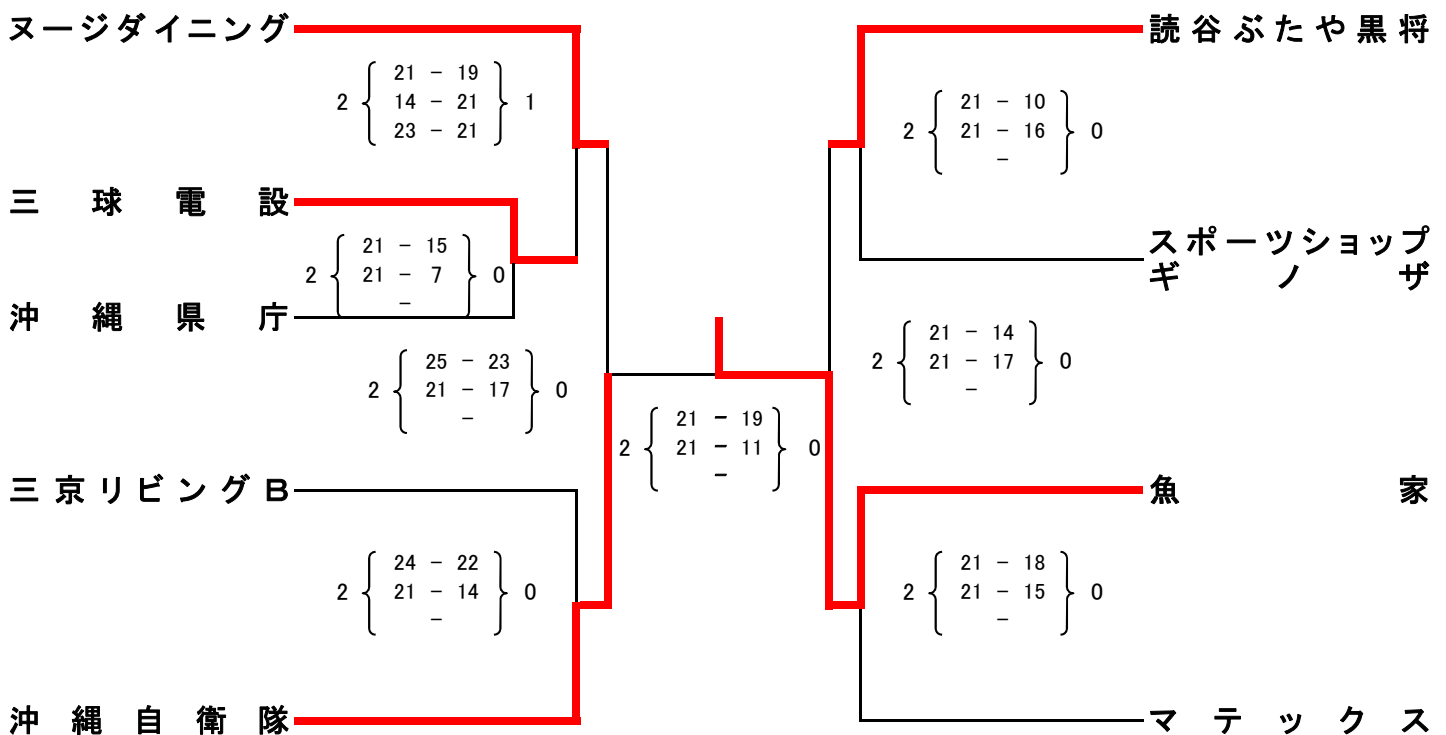 ヌージダイニング
読谷ぶたや黒将
21 - 19
2 14 - 21 1
23 - 21
21 - 10
2 21 - 16 0
-
三球電設
スポーツショップ
ギノザ
21 - 15
2 21 - 7 0
-
沖縄県庁
25 - 23
2 21 - 17 0
-
21 - 14
2 21 - 17 0
-
21 - 19
2 21 - 11 0
-
三京リビングB
魚家
24 - 22
2 21 - 14 0
-
21 - 18
2 21 - 15 0
-
沖縄自衛隊
マテックス